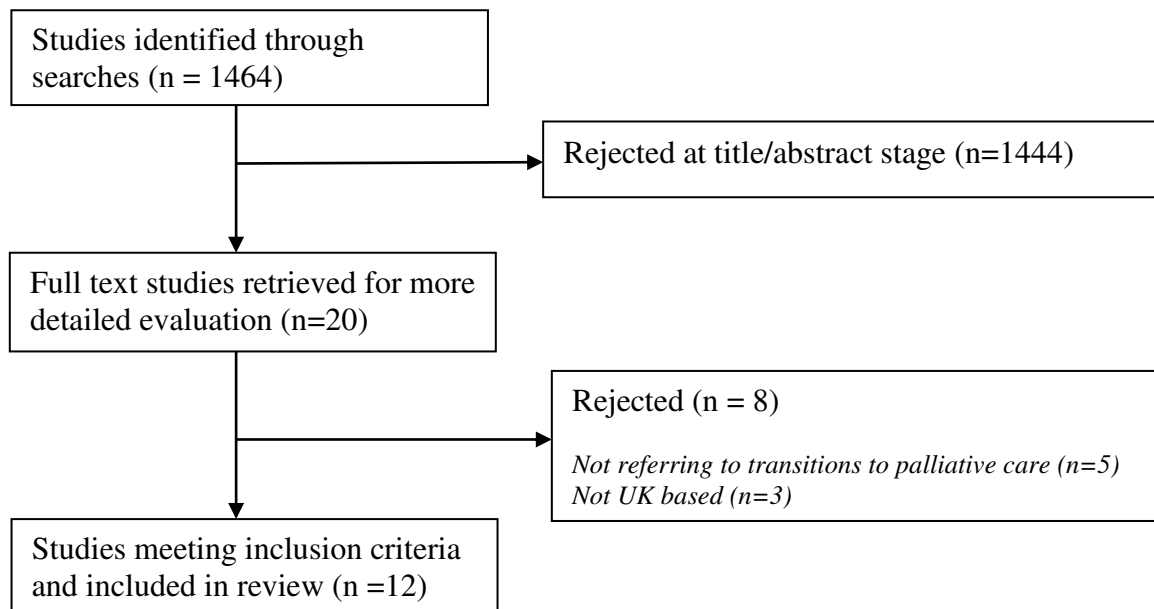 Studies identified through
searches (n = 1464)
Rejected at title/abstract stage (n=1444)
Full text studies retrieved for more
detailed evaluation (n=20)
Rejected (n = 8)
Not referring to transitions to palliative care (n=5)
Not UK based (n=3)
Studies meeting inclusion criteria
and included in review (n =12)